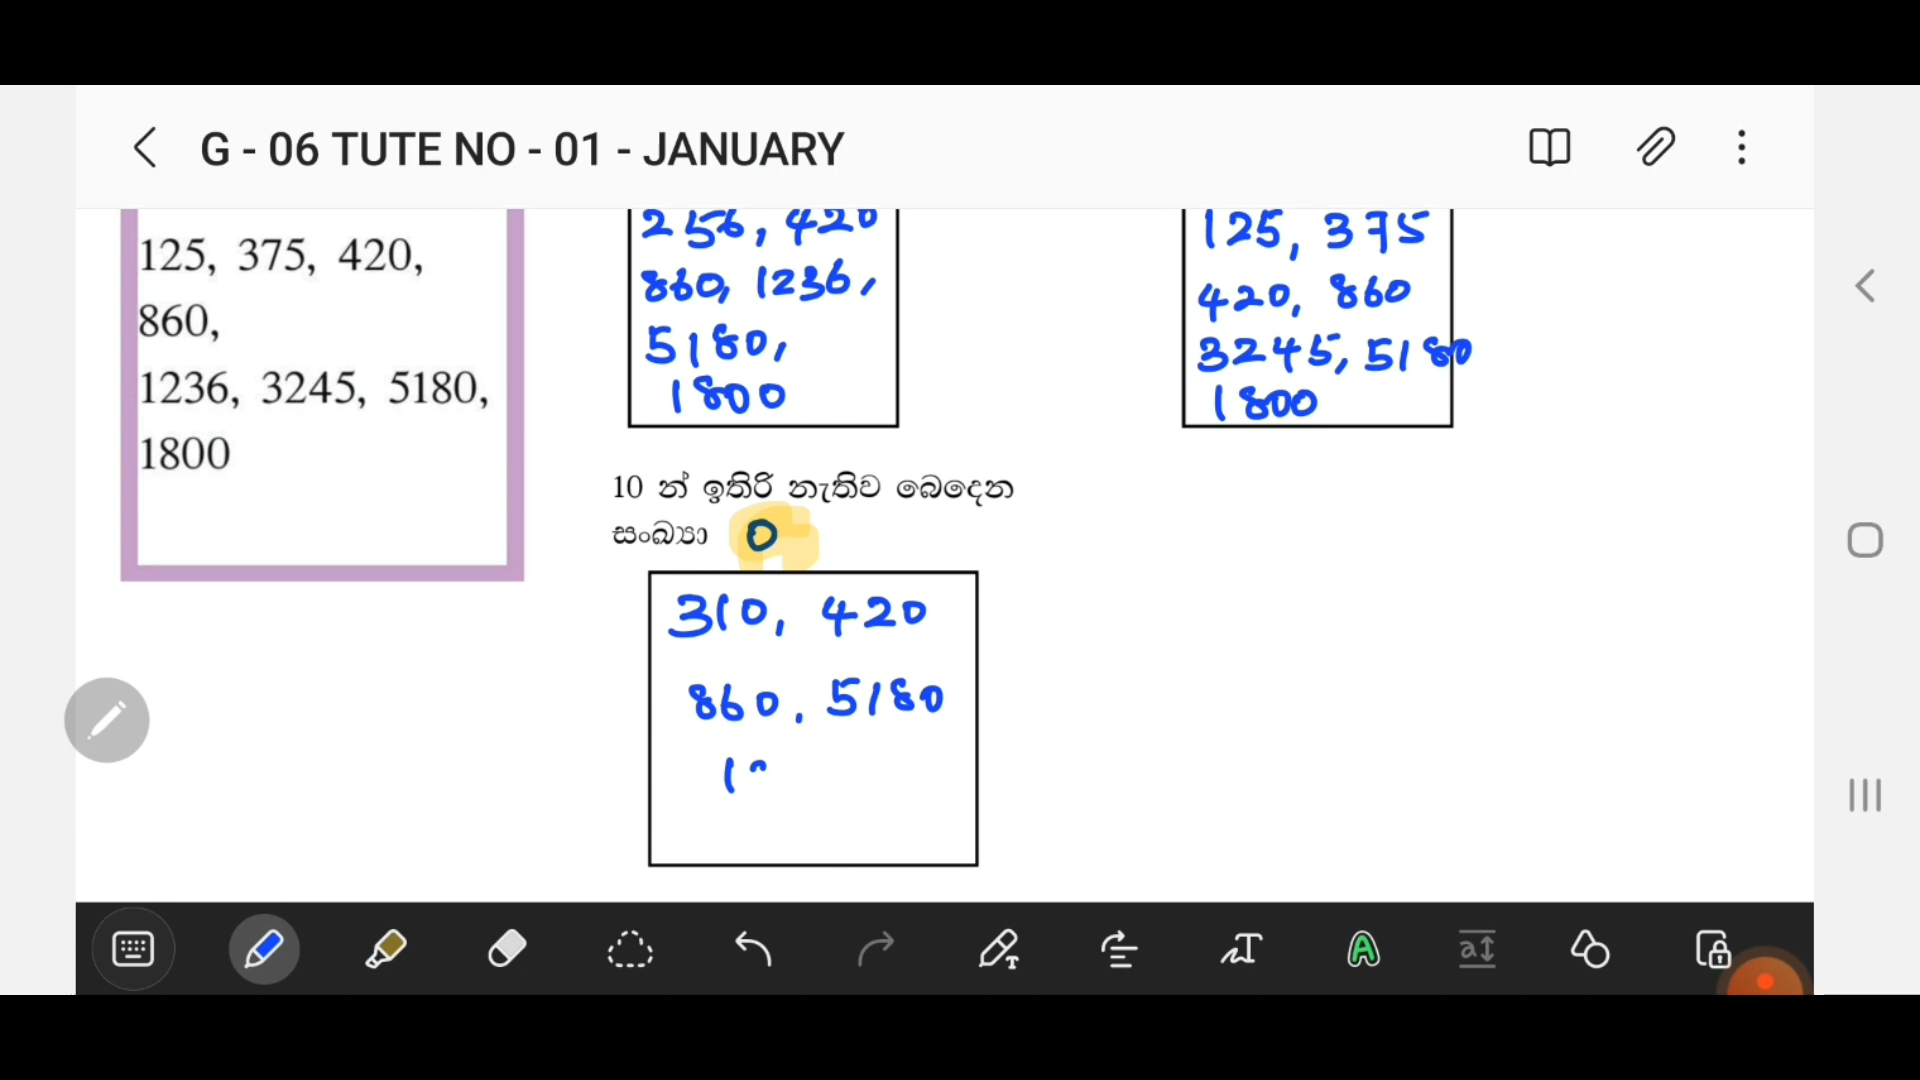 G - 06 TUTE NO - 01 - JANUARY
125, 375, 420,
860,
1236, 3245, 5180,
1800
256, 420
860, 1236,
5180,
1800
125, 375
420, 860
3245, 5180
1800
10 න් ඉතිරි නැතිව බෙදෙන
සංඛ්‍යා 0
310, 420
860, 5180
1